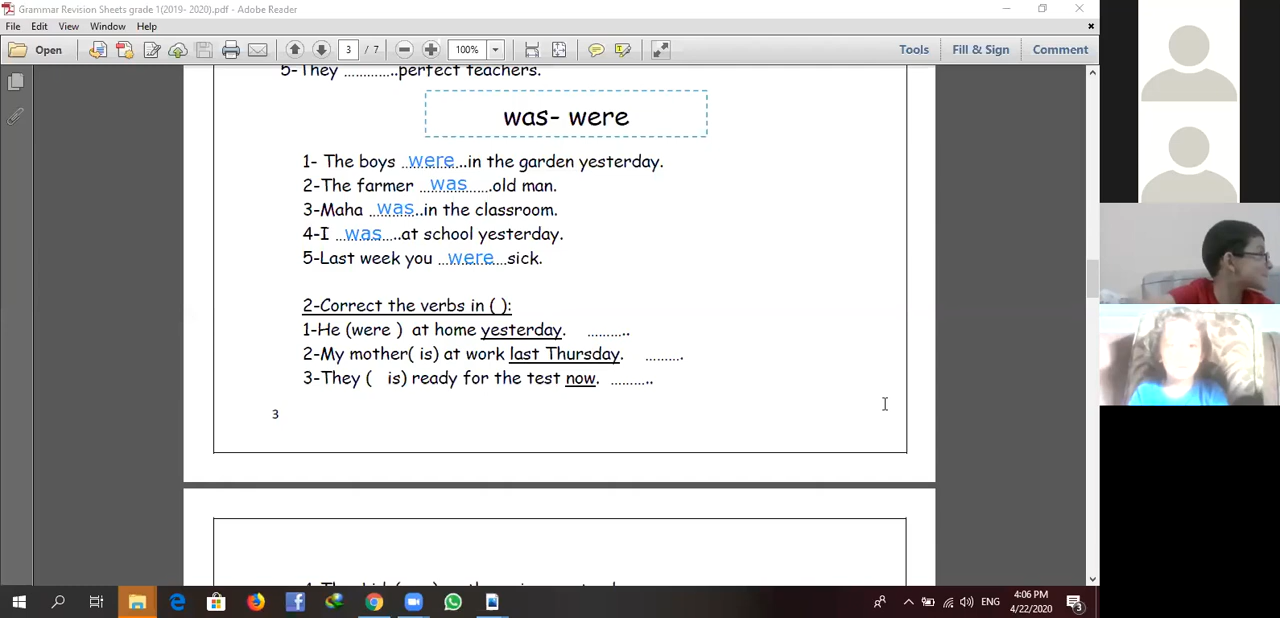 Grammar Revision Sheets grade 1(2019- 2020).pdf - Adobe Reader
File Edit View Window Help
Open 3 / 7 100% Tools Fill & Sign Comment
5-They ............perfect teachers.
was- were
1- The boys ..were...in the garden yesterday.
2-The farmer ...was......old man.
3-Maha ..was...in the classroom.
4-I ..was....at school yesterday.
5-Last week you ...were...sick.
2-Correct the verbs in ( ):
1-He (were ) at home yesterday. ...........
2-My mother( is) at work last Thursday. ..........
3-They ( is) ready for the test now. ...........
3
ENG
4:06 PM
4/22/2020
3